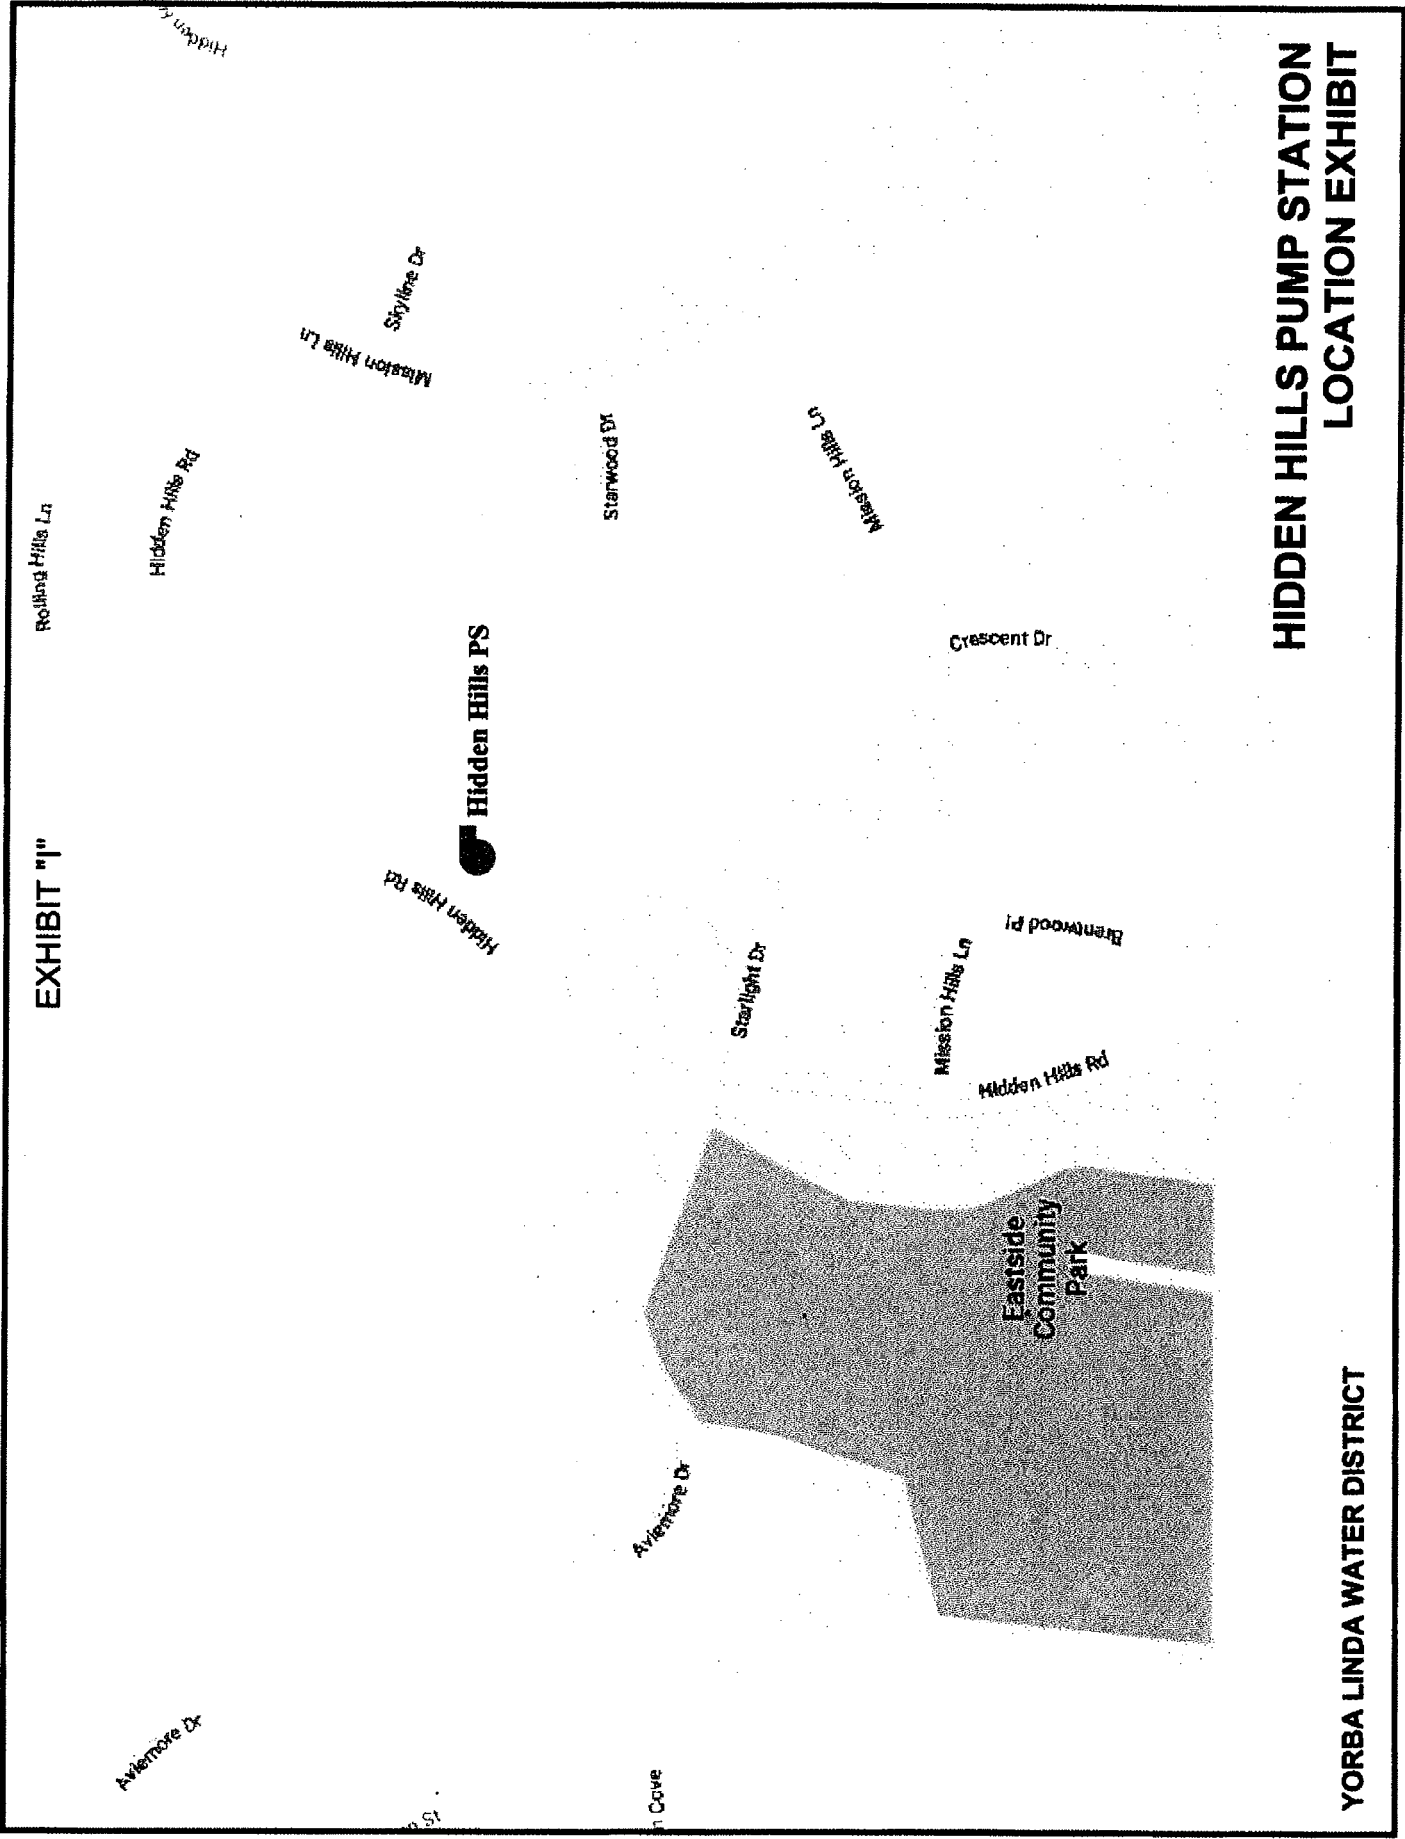 EXHIBIT "I"
Rolling Hills Ln
Aviemore Dr
Hidden Hills Rd
Hidden
Mission Hills Ln
Skyline Dr
Hidden Hills Rd
Hidden Hills PS
Starwood Dr
Cove
Aviemore Dr
Starlight Dr
Mission Hills Ln
Mission Hills Ln
Crescent Dr
Hidden Hills Rd
Brentwood Pl
Eastside
Community
Park
HIDDEN HILLS PUMP STATION
LOCATION EXHIBIT
YORBA LINDA WATER DISTRICT